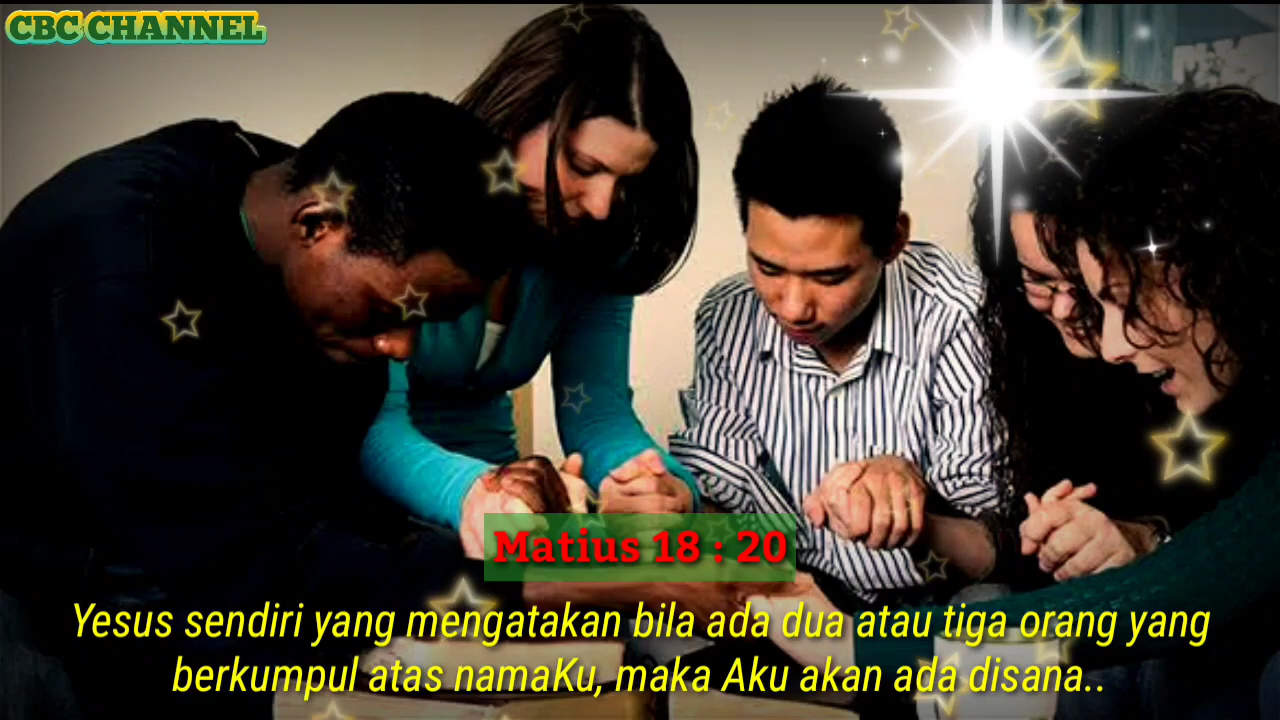 CBC CHANNEL
Matius 18 : 20
Yesus sendiri yang mengatakan bila ada dua atau tiga orang yang
berkumpul atas namaKu, maka Aku akan ada disana..